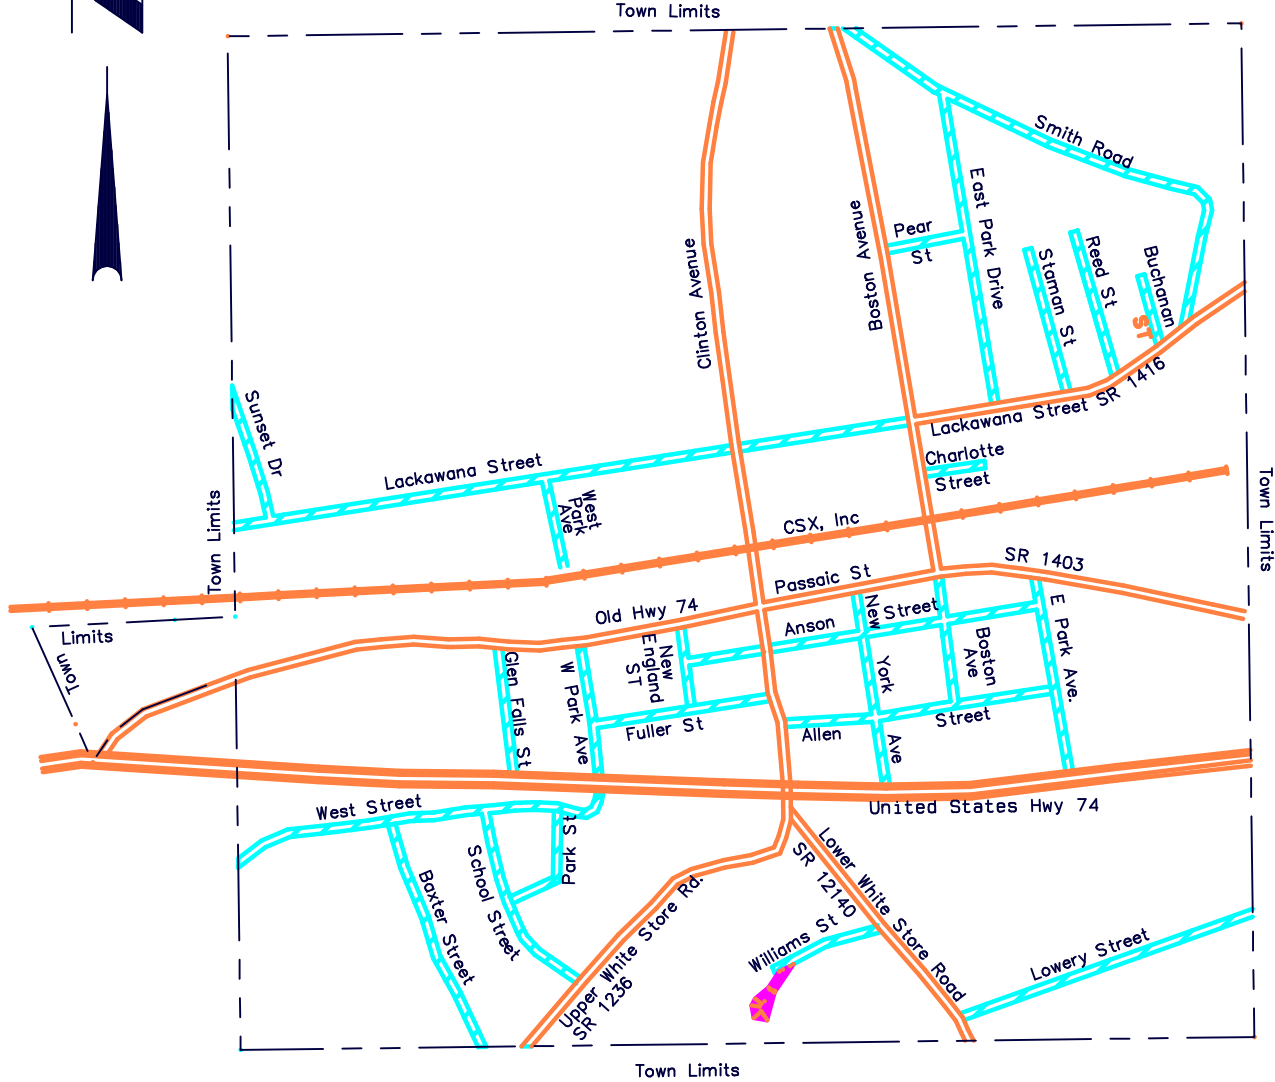 Town Limits
Smith Road
East Park Drive
Pear
St
Boston Avenue
Clinton Avenue
Staman St
Reed St
Buchanan
ST
Lackawana Street SR 1416
Sunset Dr
Lackawana Street
Charlotte
Street
West
Park
Ave
Town Limits
Town Limits
CSX, Inc
SR 1403
Passaic St
Old Hwy 74
Limits
Town
Anson
Street
New
York
Ave
Boston
Ave
E Park Ave.
New
England
ST
Glen Falls St
W Park Ave
Fuller St
Allen
Street
United States Hwy 74
West Street
Park St
School Street
Baxter Street
Lower White Store Road
SR 12140
Upper White Store Rd.
SR 1236
Williams St
Lowery Street
Town Limits